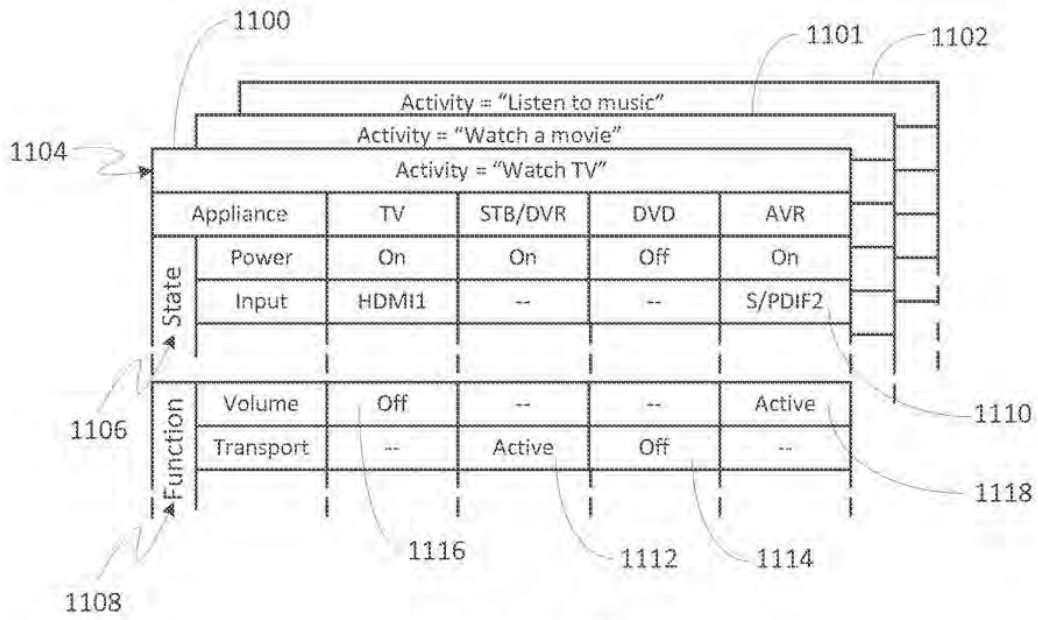 1100
1101
1102
Activity = "Listen to music"
Activity = "Watch a movie"
1104
Activity = "Watch TV"
Appliance TV STB/DVR DVD AVR
State
Power On On Off On
Input HDMI1 -- -- S/PDIF2
1106
1110
Function
Volume Off -- -- Active
Transport -- Active Off --
1118
1116
1112
1114
1108